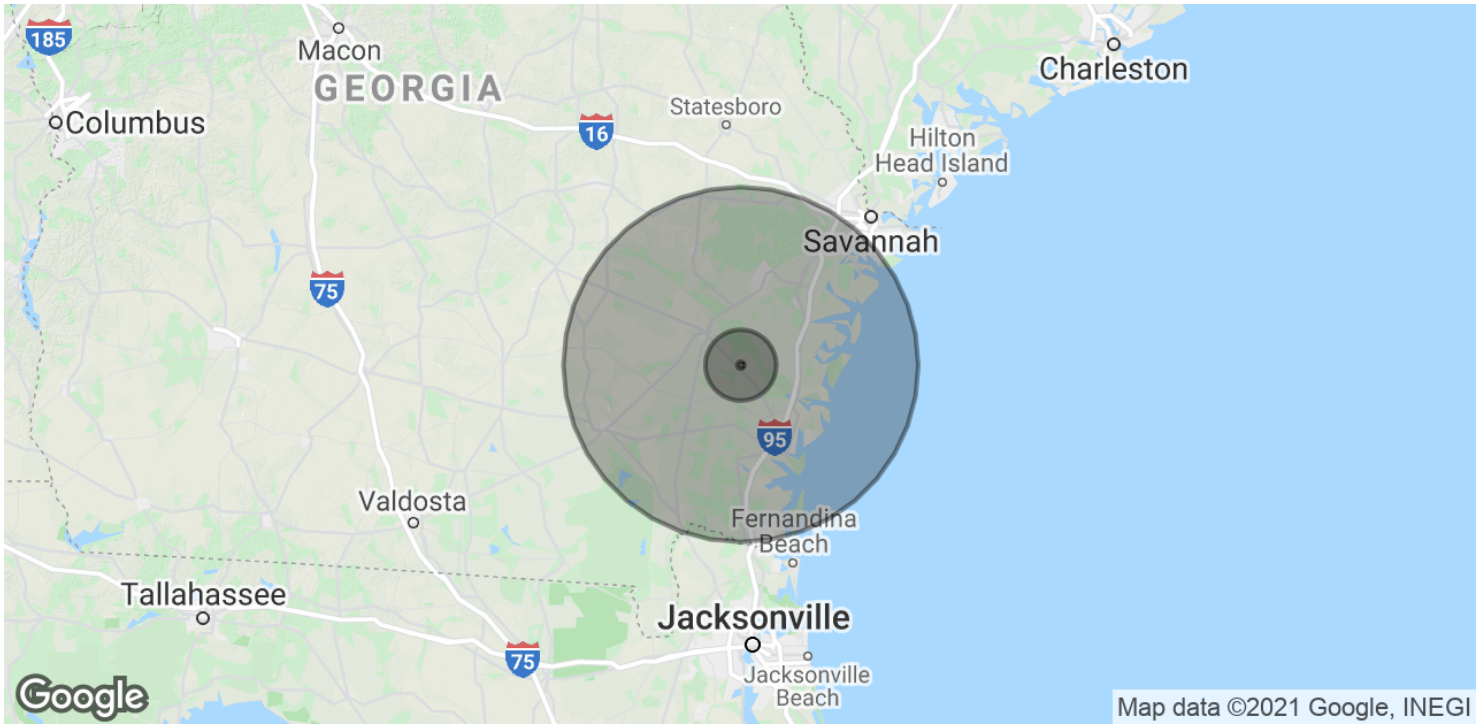 185
Macon
GEORGIA
Charleston
Columbus
Statesboro
16
Hilton
Head Island
Savannah
75
95
Valdosta
Fernandina
Beach
Tallahassee
Jacksonville
75
Jacksonville
Beach
Google
Map data ©2021 Google, INEGI